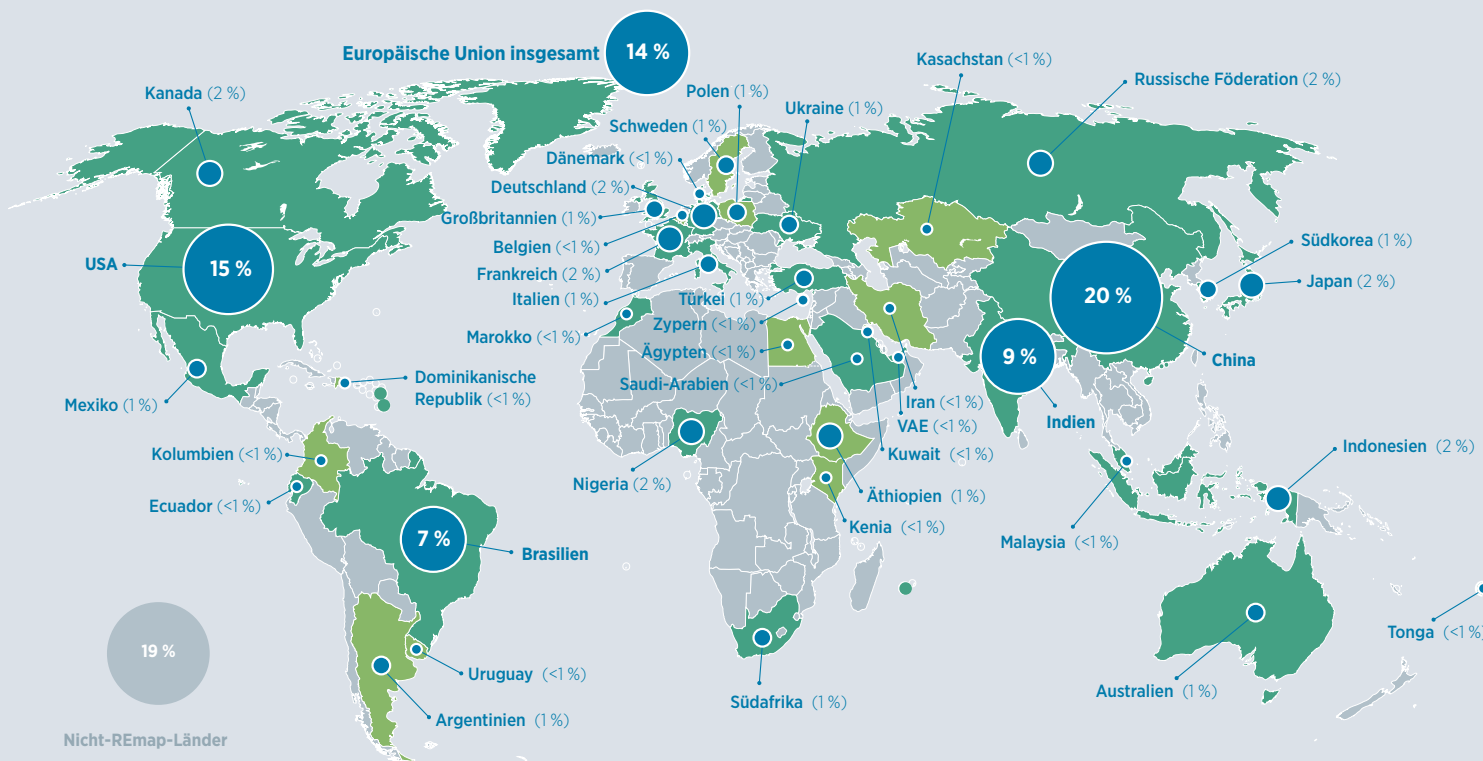 Europäische Union insgesamt 14 %
Kasachstan (<1 %)
Russische Föderation (2 %)
Kanada (2 %)
Polen (1 %)
Ukraine (1 %)
Schweden (1 %)
Dänemark (<1 %)
Deutschland (2 %)
Großbritannien (1 %)
Belgien (<1 %)
Frankreich (2 %)
Italien (1 %)
Türkei (1 %)
Marokko (<1 %)
Zypern (<1 %)
Ägypten (<1 %)
Saudi-Arabien (<1 %)
USA
15 %
Südkorea (1 %)
Japan (2 %)
20 %
China
9 %
Indien
Mexiko (1 %)
Dominikanische
Republik (<1 %)
Iran (<1 %)
VAE (<1 %)
Kuwait (<1 %)
Kolumbien (<1 %)
Ecuador (<1 %)
Nigeria (2 %)
Äthiopien (1 %)
Kenia (<1 %)
Indonesien (2 %)
Malaysia (<1 %)
7 %
Brasilien
Tonga (<1 %)
19 %
Nicht-REmap-Länder
Uruguay (<1 %)
Argentinien (1 %)
Südafrika (1 %)
Australien (1 %)